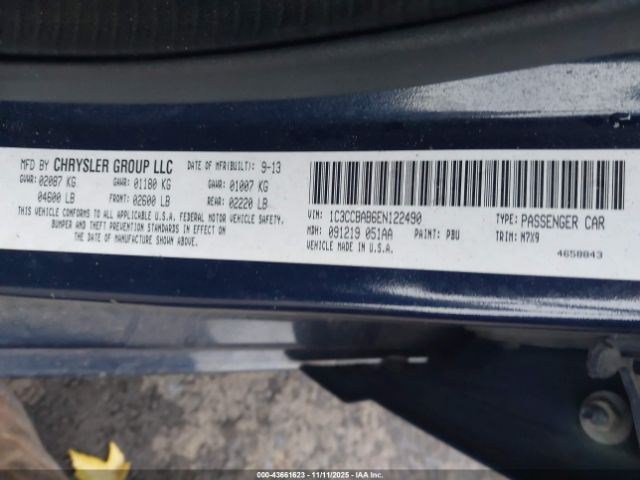 MFD BY CHRYSLER GROUP LLC DATE OF MFR(BUILT): 9-13
GVWR: 02087 KG GAWR: 01180 KG GAWR: 01007 KG
04600 LB FRONT: 02600 LB REAR: 02220 LB
THIS VEHICLE CONFORMS TO ALL APPLICABLE U.S.A. FEDERAL MOTOR VEHICLE SAFETY,
BUMPER AND THEFT PREVENTION STANDARDS IN EFFECT ON
THE DATE OF MANUFACTURE SHOWN ABOVE.
VIN: 1C3CCBAB6EN122490 TYPE: PASSENGER CAR
MDH: 091219 051AA PAINT: PBU TRIM: M7X9
VEHICLE MADE IN U.S.A.
4658043
000-43661623 - 11/11/2025 - IAA Inc.